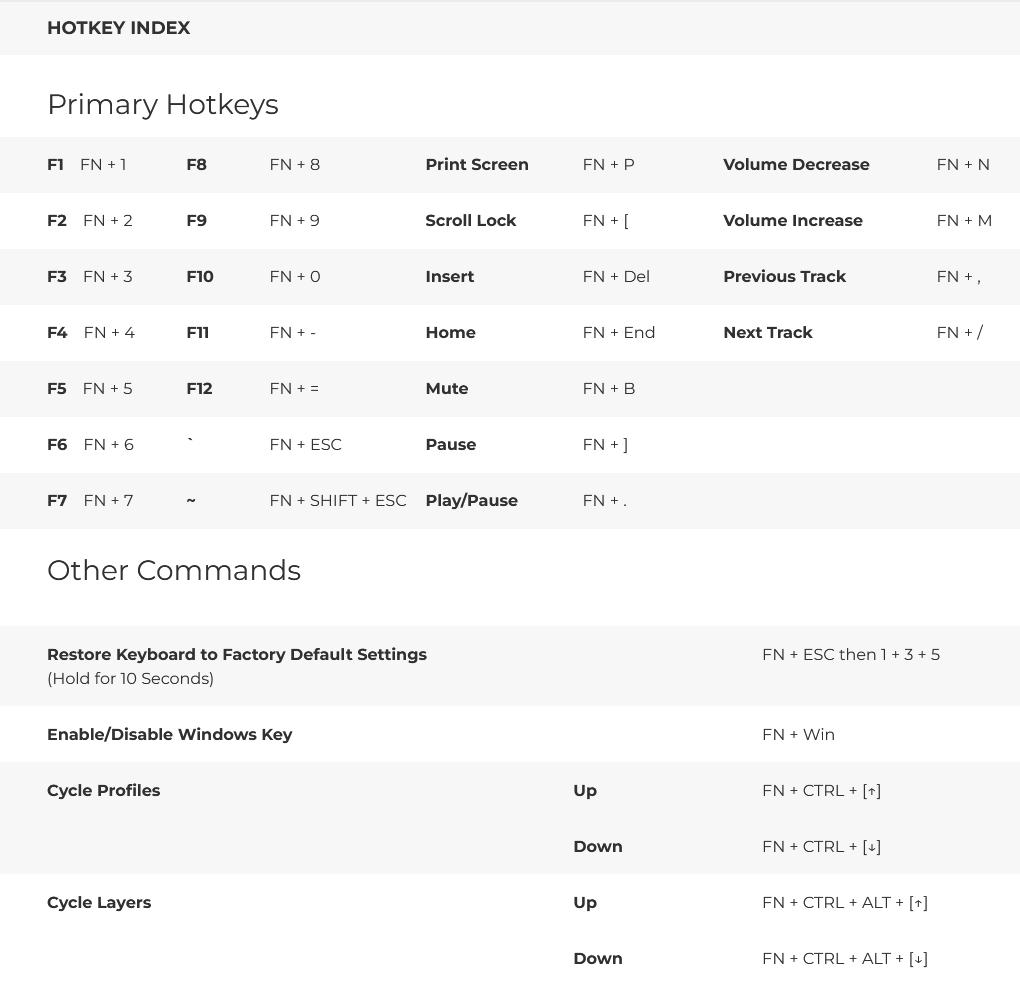 HOTKEY INDEX
Primary Hotkeys
F1 FN + 1 F8 FN + 8 Print Screen FN + P Volume Decrease FN + N
F2 FN + 2 F9 FN + 9 Scroll Lock FN + [ Volume Increase FN + M
F3 FN + 3 F10 FN + 0 Insert FN + Del Previous Track FN + ,
F4 FN + 4 F11 FN + - Home FN + End Next Track FN + /
F5 FN + 5 F12 FN + = Mute FN + B
F6 FN + 6 ` FN + ESC Pause FN + ]
F7 FN + 7 ~ FN + SHIFT + ESC Play/Pause FN + .
Other Commands
Restore Keyboard to Factory Default Settings FN + ESC then 1 + 3 + 5
(Hold for 10 Seconds)
Enable/Disable Windows Key FN + Win
Cycle Profiles Up FN + CTRL + [↑]
Down FN + CTRL + [↓]
Cycle Layers Up FN + CTRL + ALT + [↑]
Down FN + CTRL + ALT + [↓]